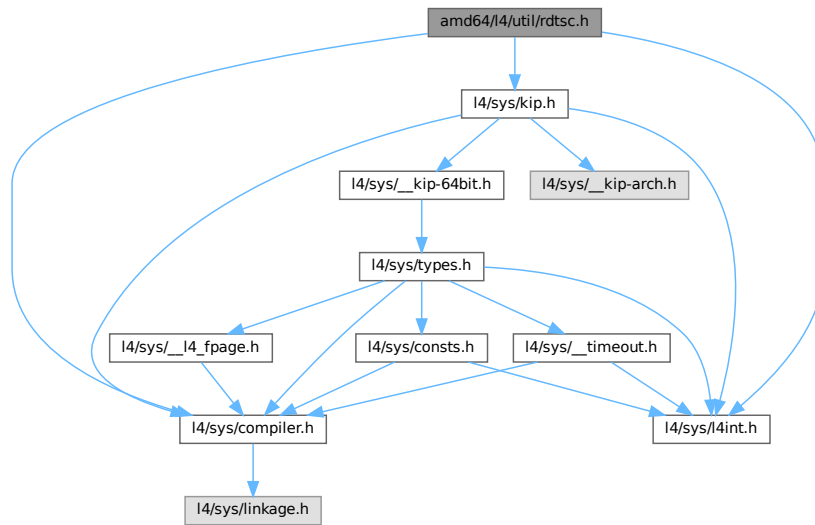 amd64/l4/util/rdtsc.h
l4/sys/kip.h
l4/sys/__kip-64bit.h
l4/sys/__kip-arch.h
l4/sys/types.h
l4/sys/__l4_fpage.h
l4/sys/consts.h
l4/sys/__timeout.h
l4/sys/compiler.h
l4/sys/l4int.h
l4/sys/linkage.h